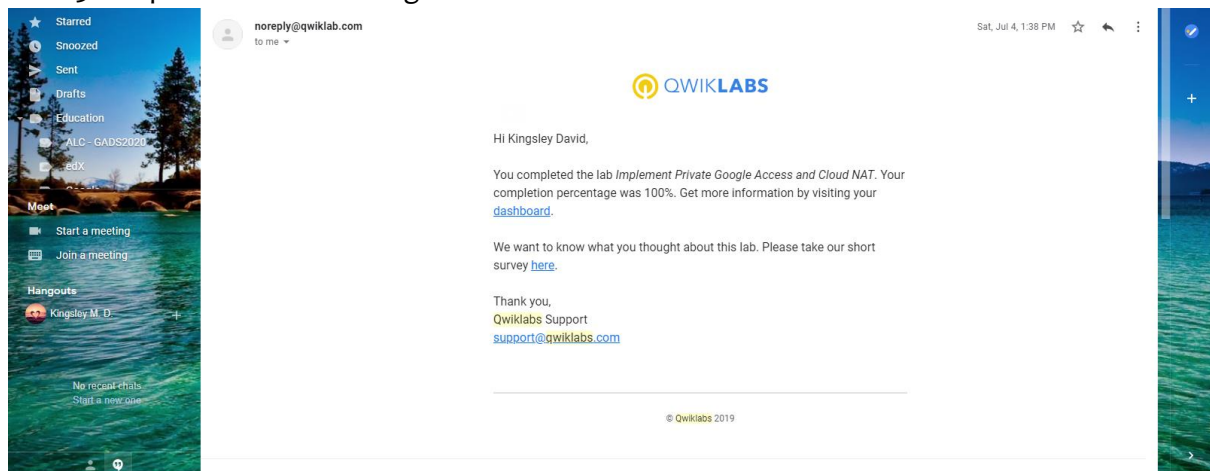 Starred
Snoozed
Sent
Drafts
Education
ALC - GADS2020
edX
Meet
Start a meeting
Join a meeting
Hangouts
Kingsley M. D.
No recent chats
Start a new one
noreply@qwiklab.com
to me
Sat, Jul 4, 1:38 PM
QWIKLABS
Hi Kingsley David,
You completed the lab Implement Private Google Access and Cloud NAT. Your
completion percentage was 100%. Get more information by visiting your
dashboard.
We want to know what you thought about this lab. Please take our short
survey here.
Thank you,
Qwiklabs Support
support@qwiklabs.com
© Qwiklabs 2019